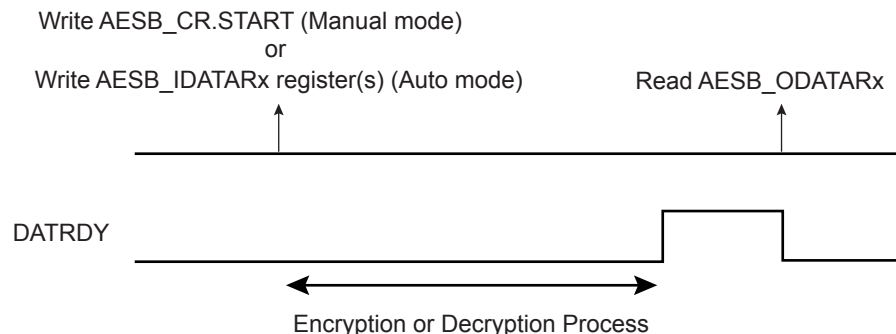 Write AESB_CR.START (Manual mode)
or
Write AESB_IDATARx register(s) (Auto mode)
Read AESB_ODATARx
DATRDY
Encryption or Decryption Process